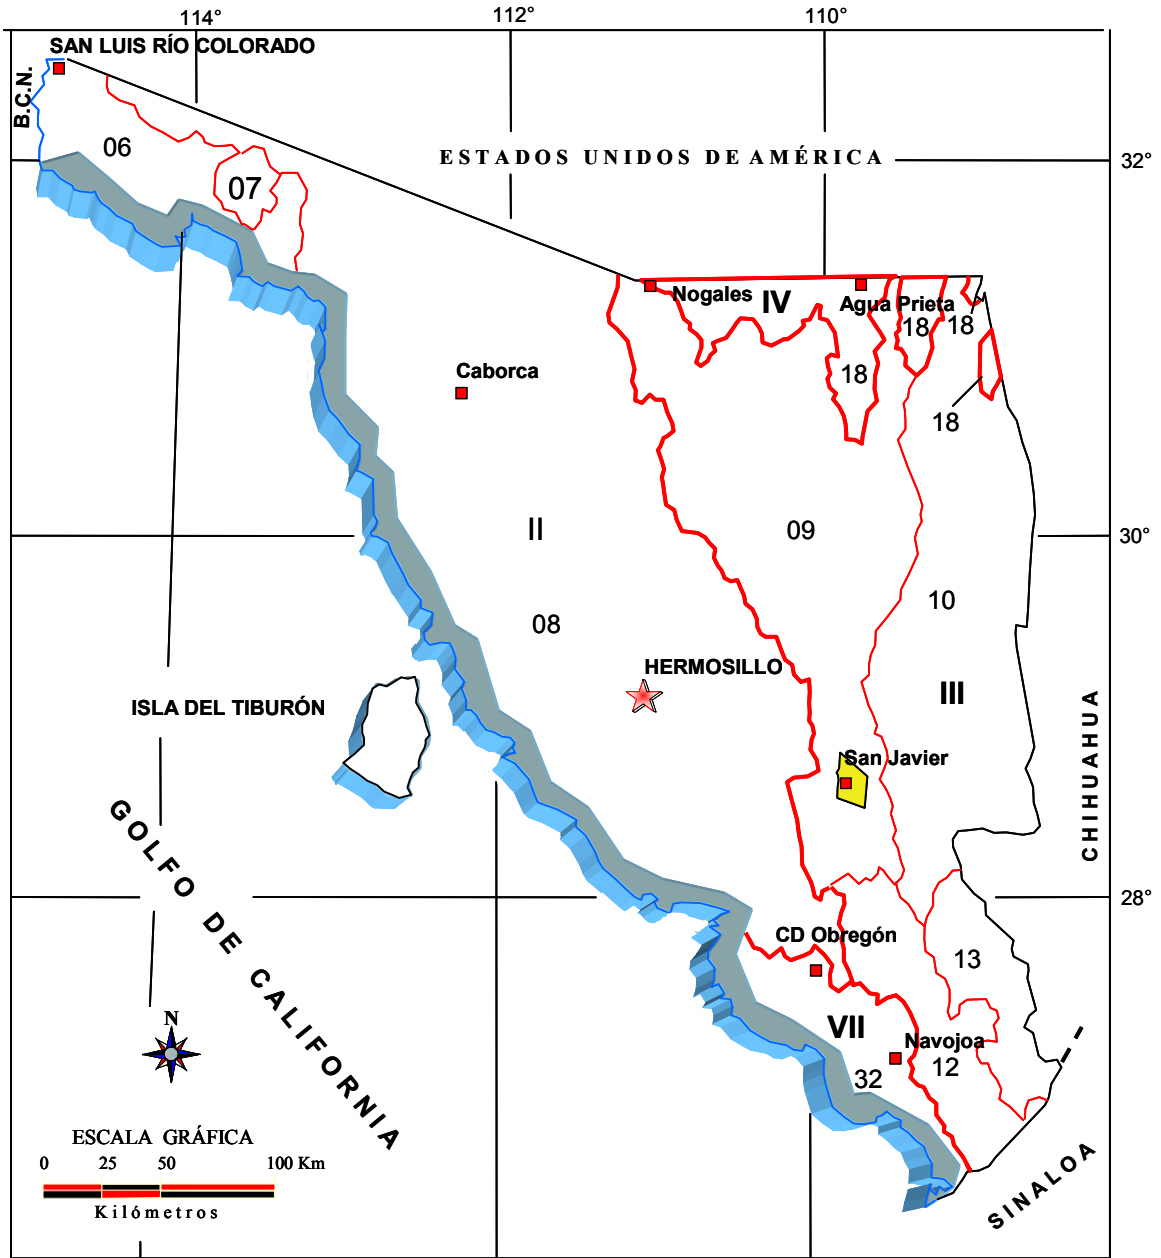 114°
112°
110°
SAN LUIS RÍO COLORADO
B.C.N.
06
07
ESTADOS UNIDOS DE AMÉRICA
32°
Nogales
IV
Agua Prieta
18
18
18
18
Caborca
II
09
30°
10
08
HERMOSILLO
III
ISLA DEL TIBURÓN
CHIHUAHUA
San Javier
GOLFO DE CALIFORNIA
28°
CD Obregón
13
VII
Navojoa
12
32
N
ESCALA GRÁFICA
0 25 50 100 Km
Kilómetros
SINALOA